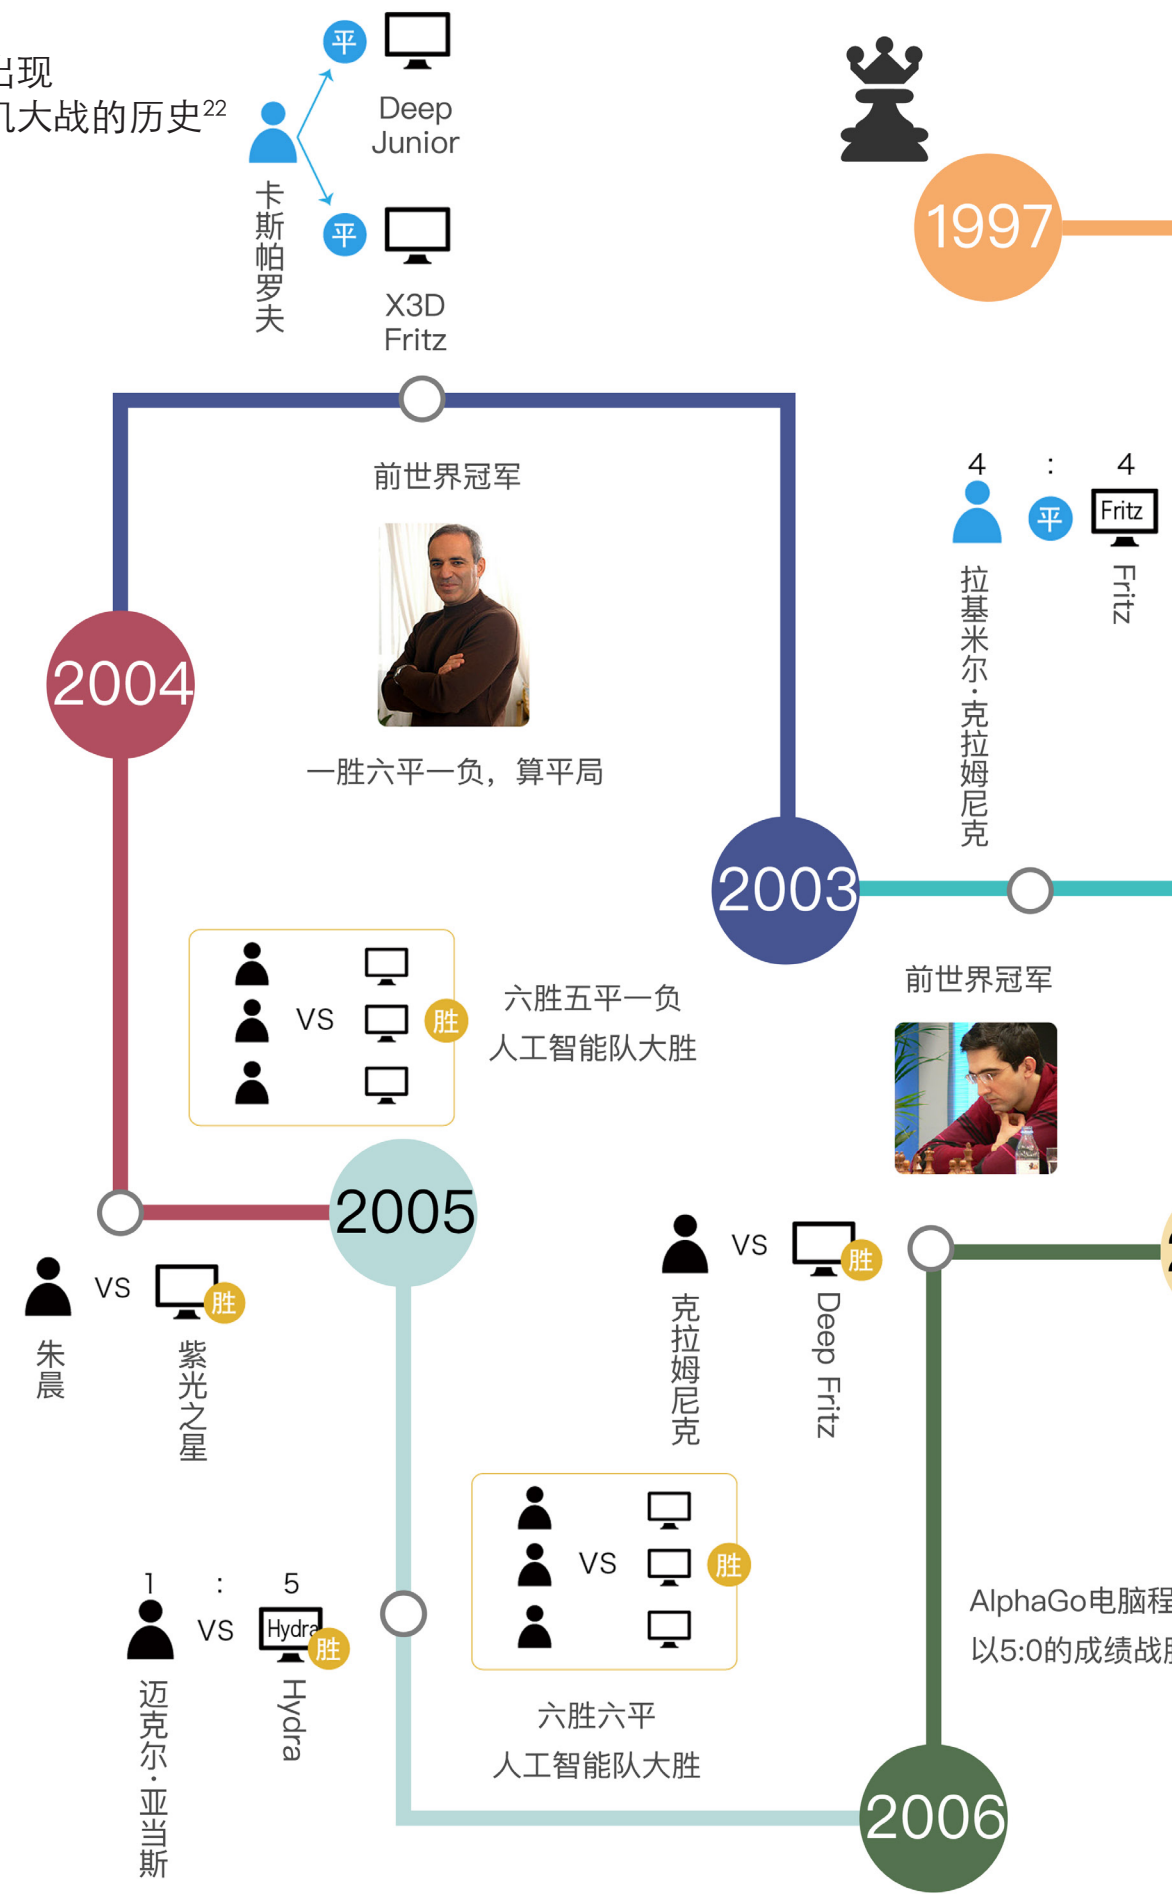 出现
机大战的历史22
平
Deep
Junior
卡斯帕罗夫
平
X3D
Fritz
1997
前世界冠军
一胜六平一负，算平局
4 : 4
平
Fritz
拉基米尔·克拉姆尼克
Fritz
2004
2003
前世界冠军
VS
胜
六胜五平一负
人工智能队大胜
2005
VS
胜
朱晨
紫光之星
VS
胜
克拉姆尼克
Deep Fritz
VS
胜
六胜六平
人工智能队大胜
1 : 5
VS
Hydra
胜
迈克尔·亚当斯
Hydra
AlphaGo电脑程
以5:0的成绩战
2006